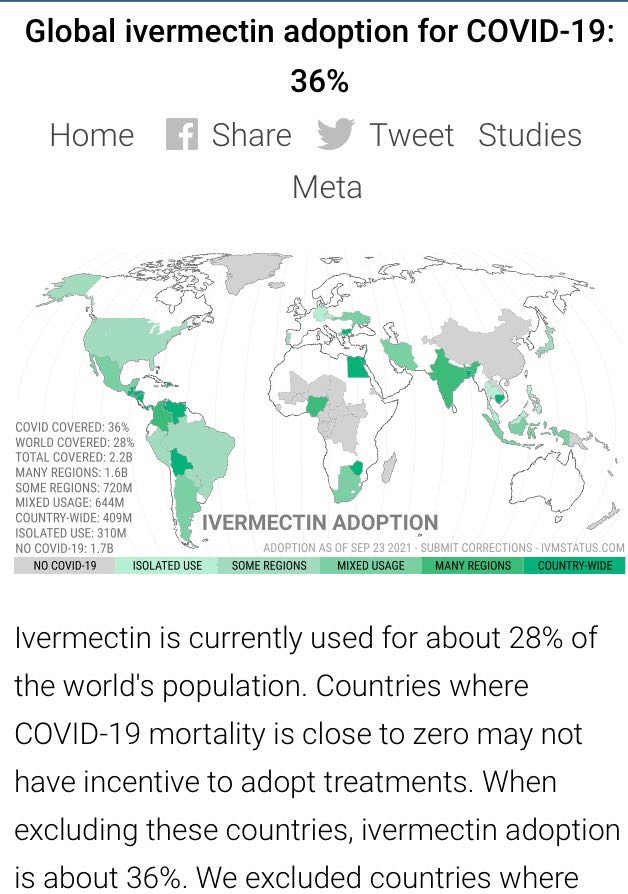 Global ivermectin adoption for COVID-19:
36%
Home Share Tweet Studies
Meta
COVID COVERED: 36%
WORLD COVERED: 28%
TOTAL COVERED: 2.2B
MANY REGIONS: 1.6B
SOME REGIONS: 720M
MIXED USAGE: 644M
COUNTRY-WIDE: 409M
ISOLATED USE: 310M
NO COVID-19: 1.7B
IVERMECTIN ADOPTION
ADOPTION AS OF SEP 23 2021 - SUBMIT CORRECTIONS - IVMSTATUS.COM
NO COVID-19 ISOLATED USE SOME REGIONS MIXED USAGE MANY REGIONS COUNTRY-WIDE
Ivermectin is currently used for about 28% of
the world's population. Countries where
COVID-19 mortality is close to zero may not
have incentive to adopt treatments. When
excluding these countries, ivermectin adoption
is about 36%. We excluded countries where